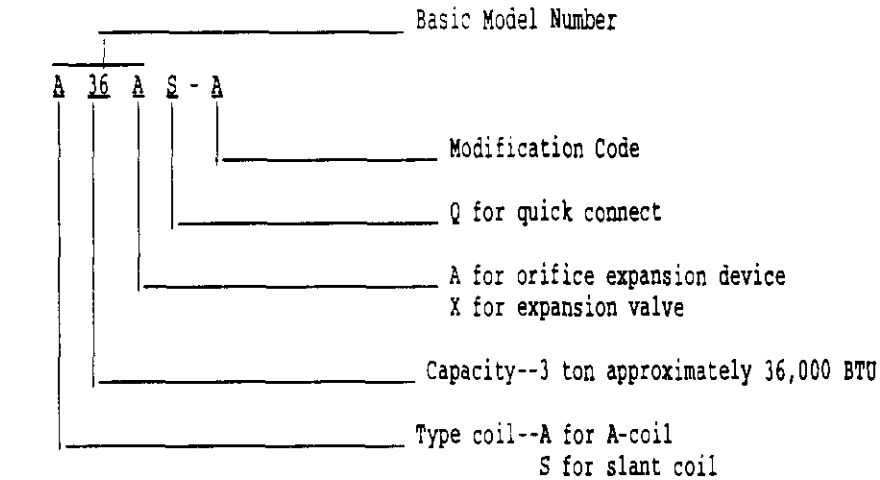 Basic Model Number
A 36 A S - A
Modification Code
Q for quick connect
A for orifice expansion device
X for expansion valve
Capacity--3 ton approximately 36,000 BTU
Type coil--A for A-coil
S for slant coil